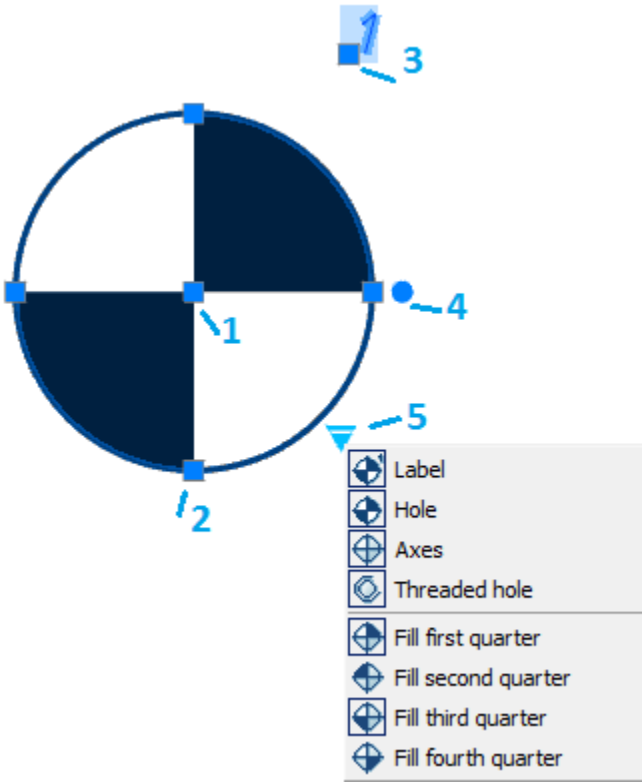 1
3
4
1
5
2
Label
Hole
Axes
Threaded hole
Fill first quarter
Fill second quarter
Fill third quarter
Fill fourth quarter